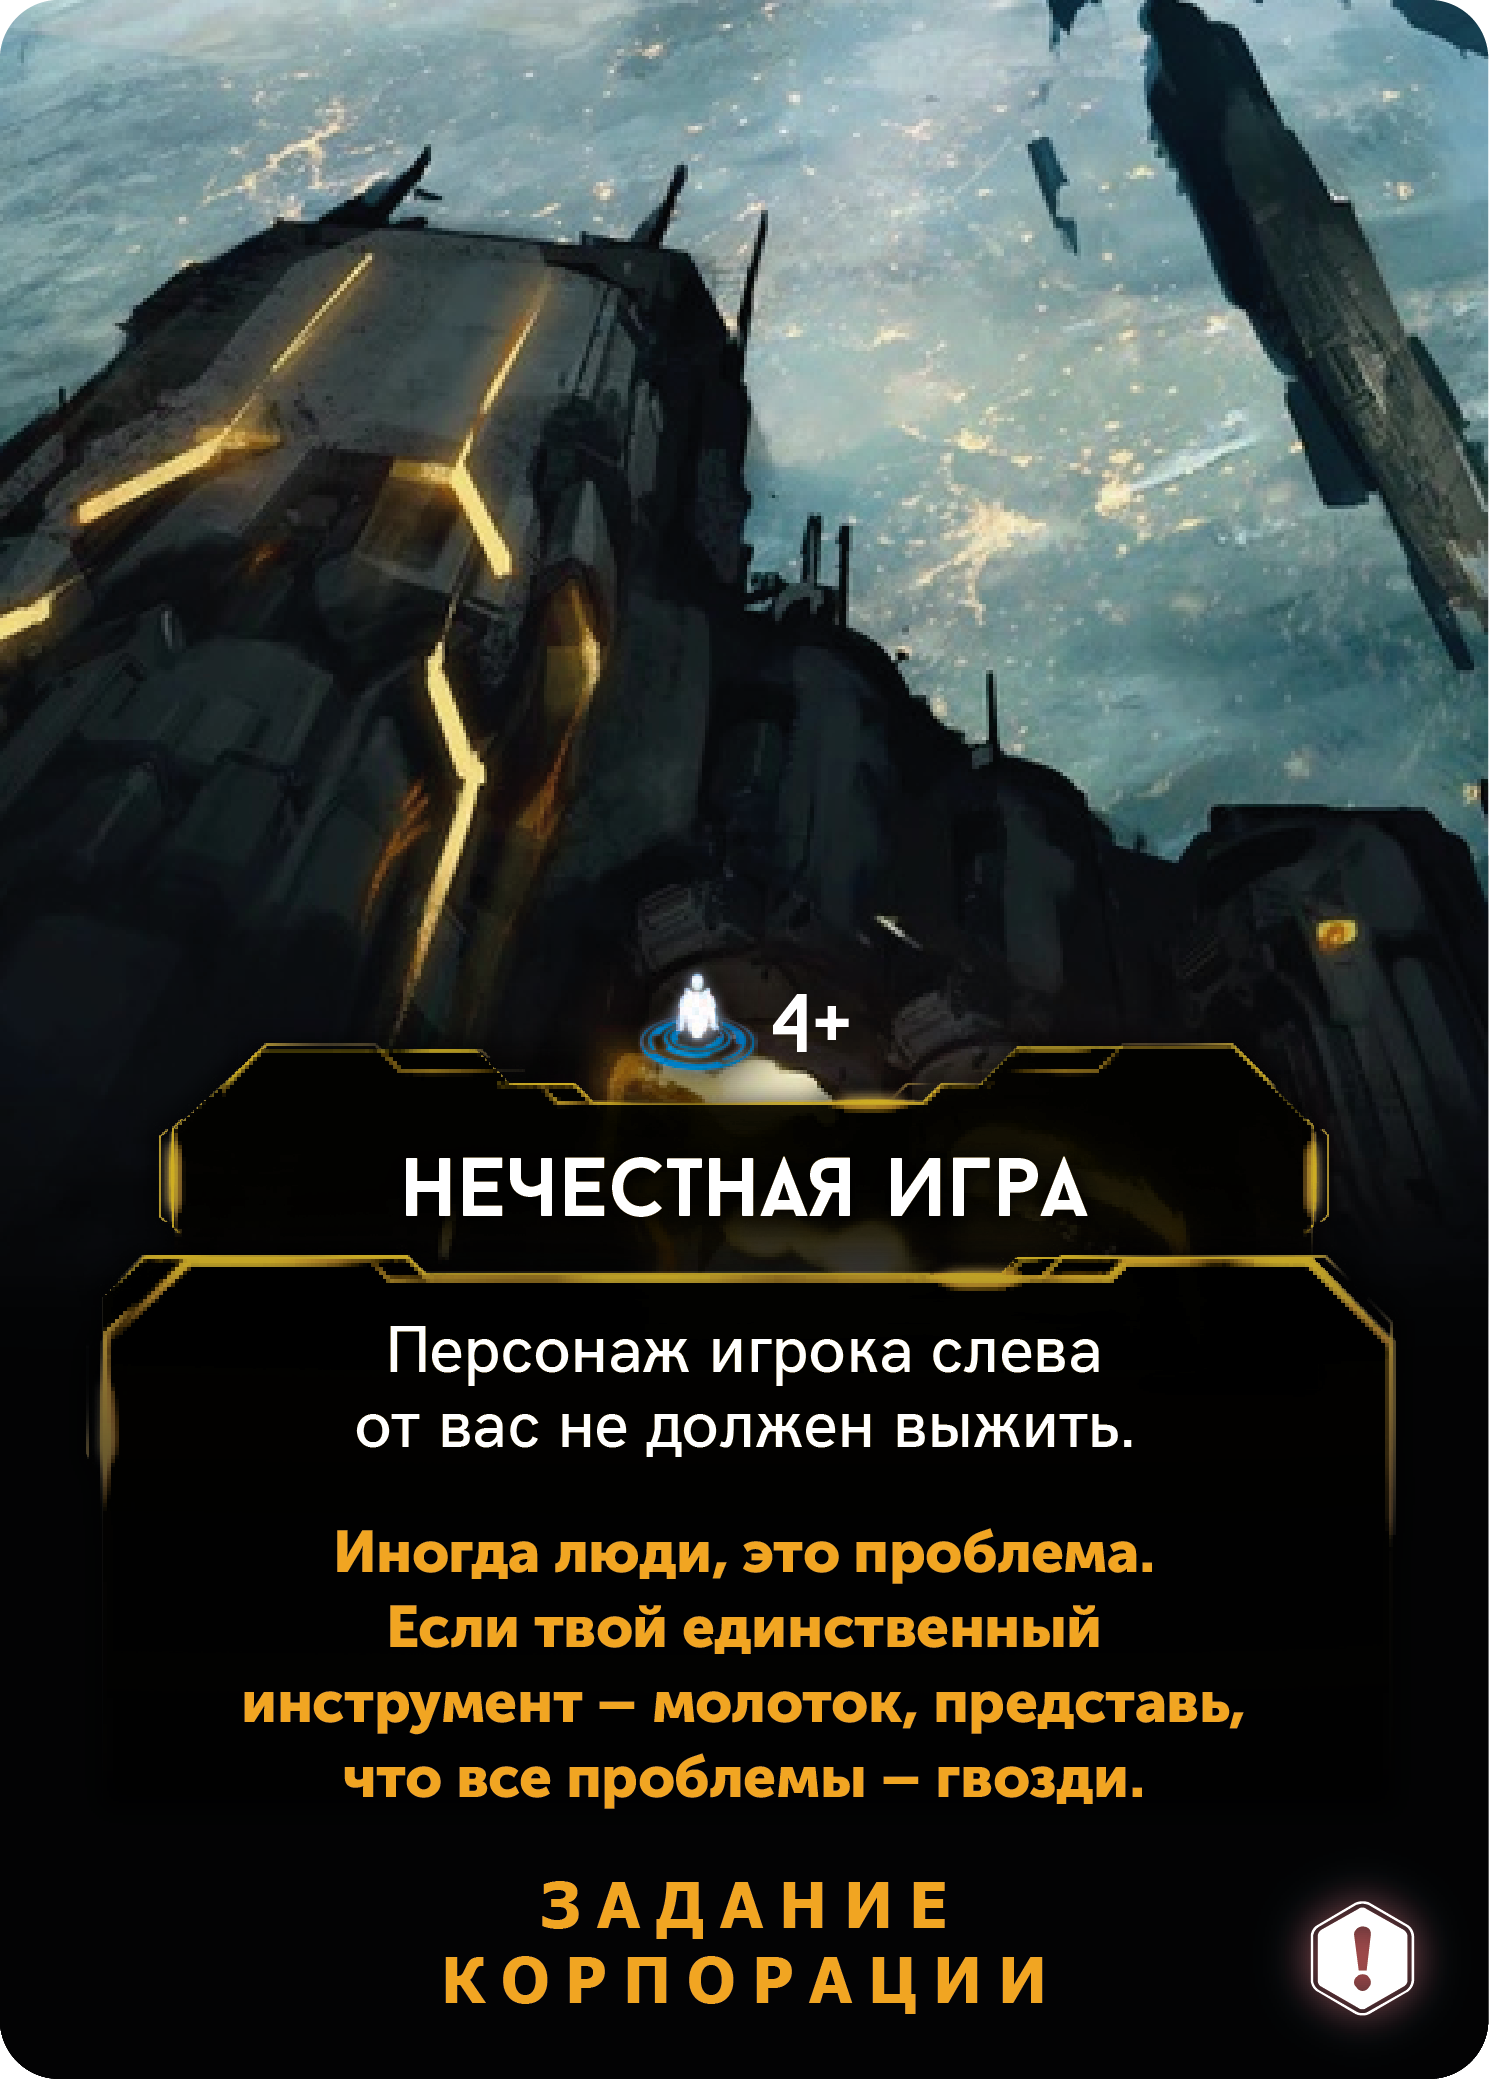 4+
НЕЧЕСТНАЯ ИГРА
Персонаж игрока слева
от вас не должен выжить.
Иногда люди, это проблема.
Если твой единственный
инструмент – молоток, представь,
что все проблемы – гвозди.
ЗАДАНИЕ
КОРПОРАЦИИ
!